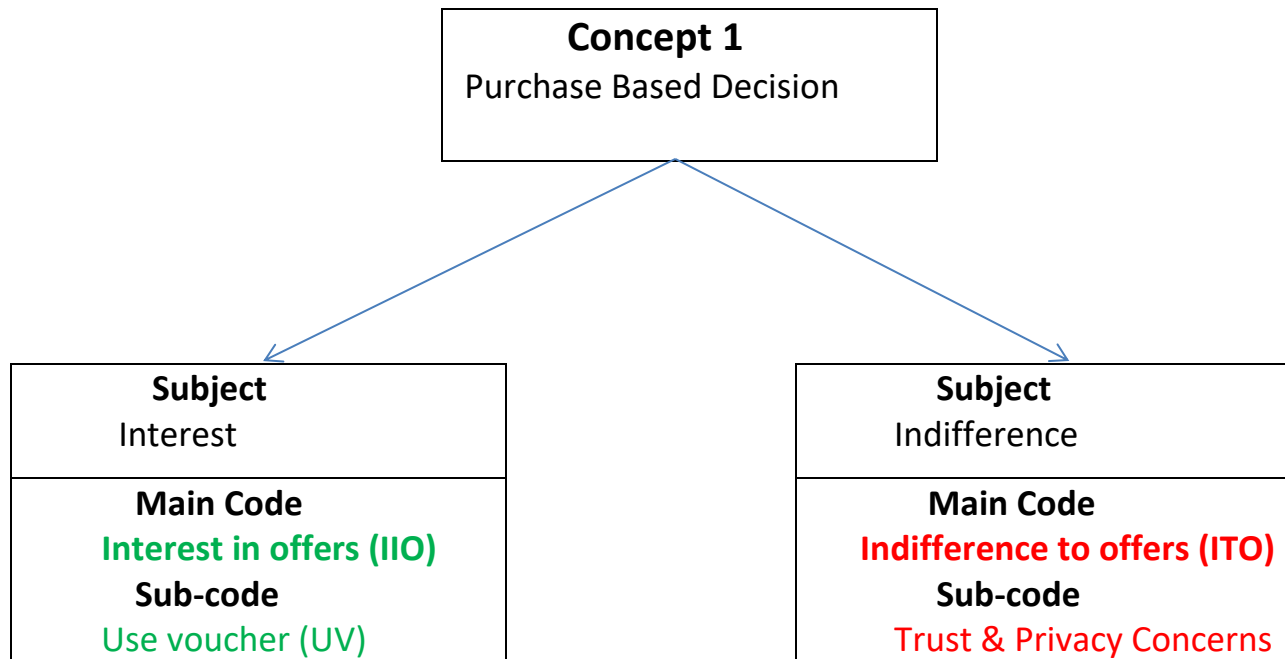 Concept 1
Purchase Based Decision
Subject
Interest
Main Code
Interest in offers (IIO)
Sub-code
Use voucher (UV)
Subject
Indifference
Main Code
Indifference to offers (ITO)
Sub-code
Trust & Privacy Concerns